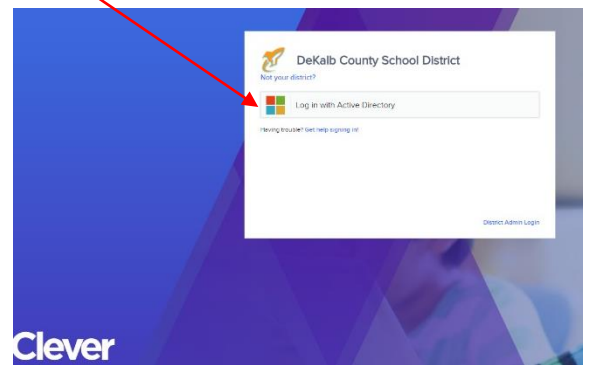 DeKalb County School District
Not your district?
Log in with Active Directory
Having trouble? Get help signing in!
District Admin Login
Clever